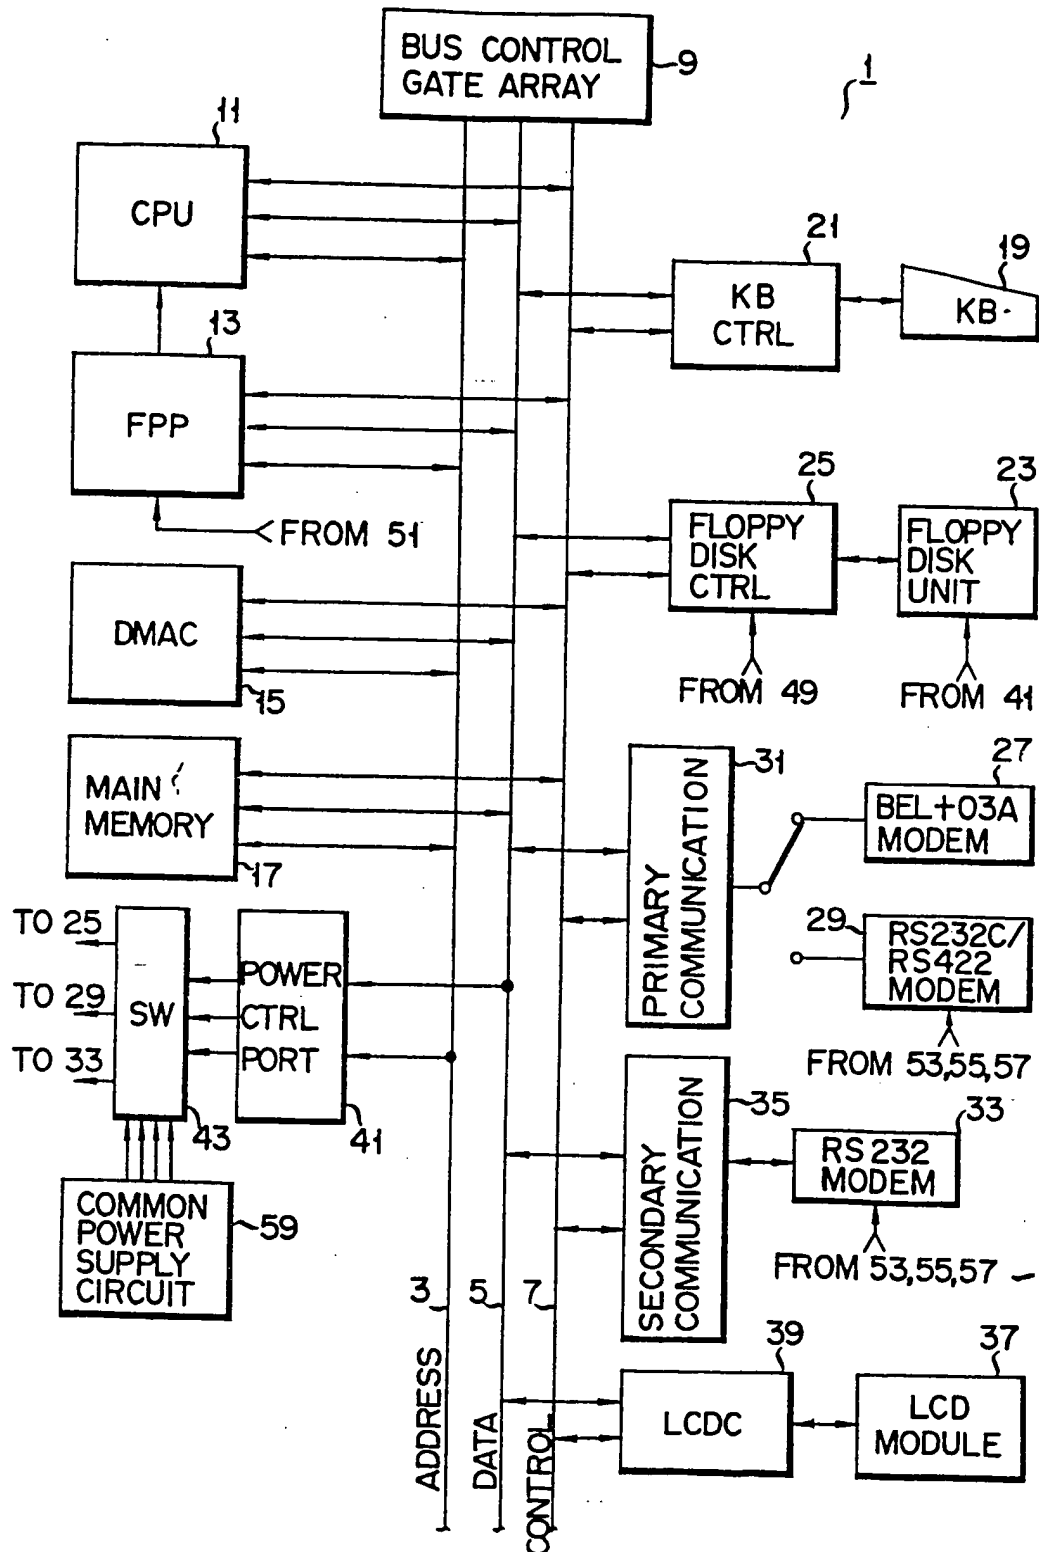 BUS CONTROL
GATE ARRAY
9
1
11
CPU
21
KB
CTRL
19
KB
13
FPP
FROM 51
25
FLOPPY
DISK
CTRL
23
FLOPPY
DISK
UNIT
FROM 49
FROM 41
DMAC
15
MAIN
MEMORY
17
PRIMARY
COMMUNICATION
31
27
BEL+03A
MODEM
29
RS232C/
RS422
MODEM
FROM 53,55,57
TO 25
TO 29
TO 33
SW
43
POWER
CTRL
PORT
41
COMMON
POWER
SUPPLY
CIRCUIT
59
SECONDARY
COMMUNICATION
35
33
RS232
MODEM
FROM 53,55,57
3
5
7
ADDRESS
DATA
CONTROL
39
LCDC
37
LCD
MODULE